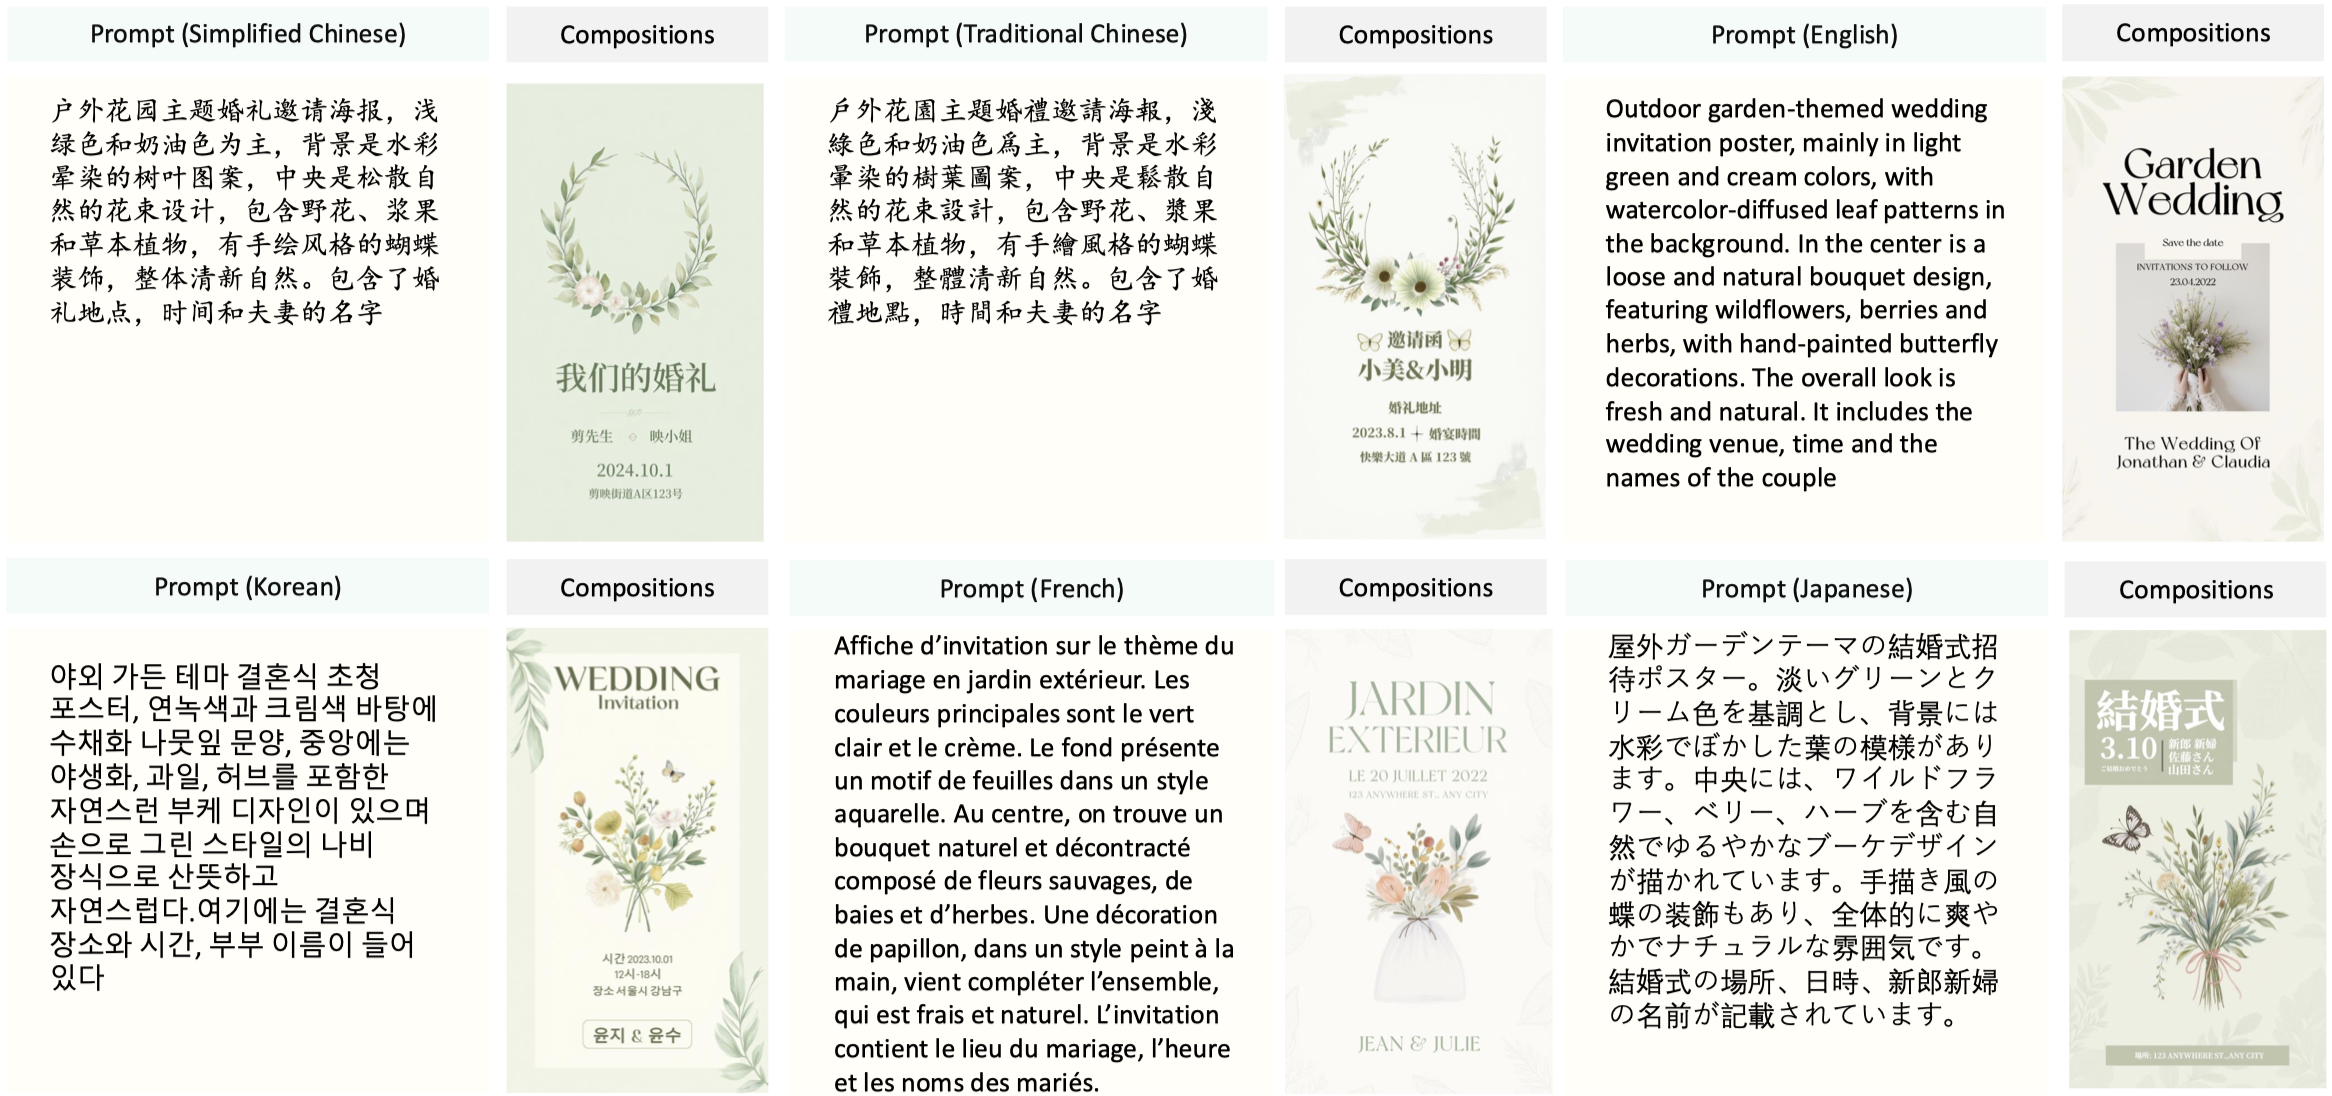 Prompt (Simplified Chinese)
户外花园主题婚礼邀请海报，浅
绿色和奶油色为主，背景是水彩
晕染的树叶图案，中央是松散自
然的花束设计，包含野花、浆果
和草本植物，有手绘风格的蝴蝶
装饰，整体清新自然。包含了婚
礼地点，时间和夫妻的名字
Compositions
我们的婚礼
剪先生 映小姐
2024.10.1
剪映街道A区123号
Prompt (Traditional Chinese)
戶外花園主題婚禮邀請海報，淺
綠色和奶油色爲主，背景是水彩
暈染的樹葉圖案，中央是鬆散自
然的花束設計，包含野花、漿果
和草本植物，有手繪風格的蝴蝶
裝飾，整體清新自然。包含了婚
禮地點，時間和夫妻的名字
Compositions
邀请函
小美&小明
婚礼地址
2023.8.1 婚宴時間
快樂大道 A 區 123 號
Prompt (English)
Outdoor garden-themed wedding
invitation poster, mainly in light
green and cream colors, with
watercolor-diffused leaf patterns in
the background. In the center is a
loose and natural bouquet design,
featuring wildflowers, berries and
herbs, with hand-painted butterfly
decorations. The overall look is
fresh and natural. It includes the
wedding venue, time and the
names of the couple
Compositions
Garden
Wedding
Save the date
INVITATIONS TO FOLLOW
23.04.2022
The Wedding Of
Jonathan & Claudia
Prompt (Korean)
야외 가든 테마 결혼식 초청
포스터, 연녹색과 크림색 바탕에
수채화 나뭇잎 문양, 중앙에는
야생화, 과일, 허브를 포함한
자연스런 부케 디자인이 있으며
손으로 그린 스타일의 나비
장식으로 산뜻하고
자연스럽다.여기에는 결혼식
장소와 시간, 부부 이름이 들어
있다
Compositions
WEDDING
Invitation
시간 2023.10.01
12시-18시
장소 서울시 강남구
윤지 & 윤수
Prompt (French)
Affiche d’invitation sur le thème du
mariage en jardin extérieur. Les
couleurs principales sont le vert
clair et le crème. Le fond présente
un motif de feuilles dans un style
aquarelle. Au centre, on trouve un
bouquet naturel et décontracté
composé de fleurs sauvages, de
baies et d’herbes. Une décoration
de papillon, dans un style peint à la
main, vient compléter l’ensemble,
qui est frais et naturel. L’invitation
contient le lieu du mariage, l’heure
et les noms des mariés.
Compositions
JARDIN
EXTERIEUR
LE 20 JUILLET 2022
123 ANYWHERE ST., ANY CITY
JEAN & JULIE
Prompt (Japanese)
屋外ガーデンテーマの結婚式招
待ポスター。淡いグリーンとク
リーム色を基調とし、背景には
水彩でぼかした葉の模様があり
ます。中央には、ワイルドフラ
ワー、ベリー、ハーブを含む自
然でゆるやかなブーケデザイン
が描かれています。手描き風の
蝶の装飾もあり、全体的に爽や
かでナチュラルな雰囲気です。
結婚式の場所、日時、新郎新婦
の名前が記載されています。
Compositions
結婚式
3.10
ご結婚おめでとう
新郎 新婦
佐藤さん
山田さん
場所: 123 ANYWHERE ST., ANY CITY